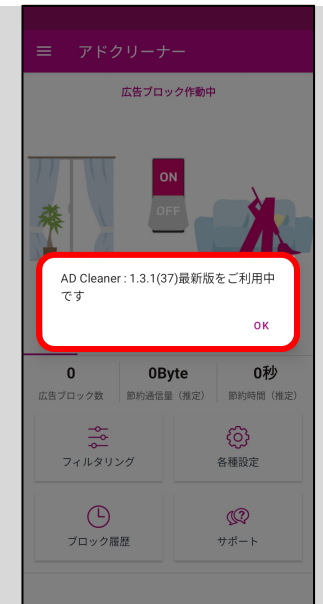 アドクリーナー
広告ブロック作動中
ON
OFF
AD Cleaner : 1.3.1(37)最新版をご利用中
です
OK
0
0Byte
0秒
広告ブロック数
節約通信量（推定）
節約時間（推定）
フィルタリング
各種設定
ブロック履歴
サポート